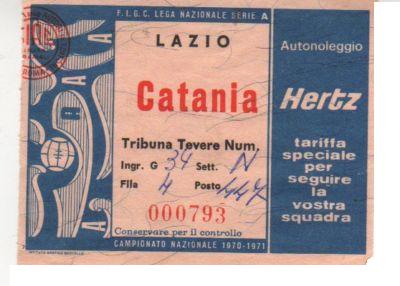 F.I.G.C. LEGA NAZIONALE SERIE A
LAZIO
Catania
Tribuna Tevere Num.
Ingr. G 34 Sett. N
Fila 4 Posto 447
000793
Conservare per il controllo
CAMPIONATO NAZIONALE 1970-1971
Autonoleggio
Hertz
tariffa
speciale
per
seguire
la
vostra
squadra
ROMA
A
A
A
A